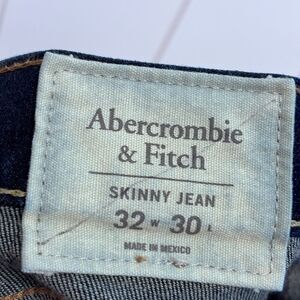 Abercrombie
& Fitch
SKINNY JEAN
32 W 30 L
MADE IN MEXICO